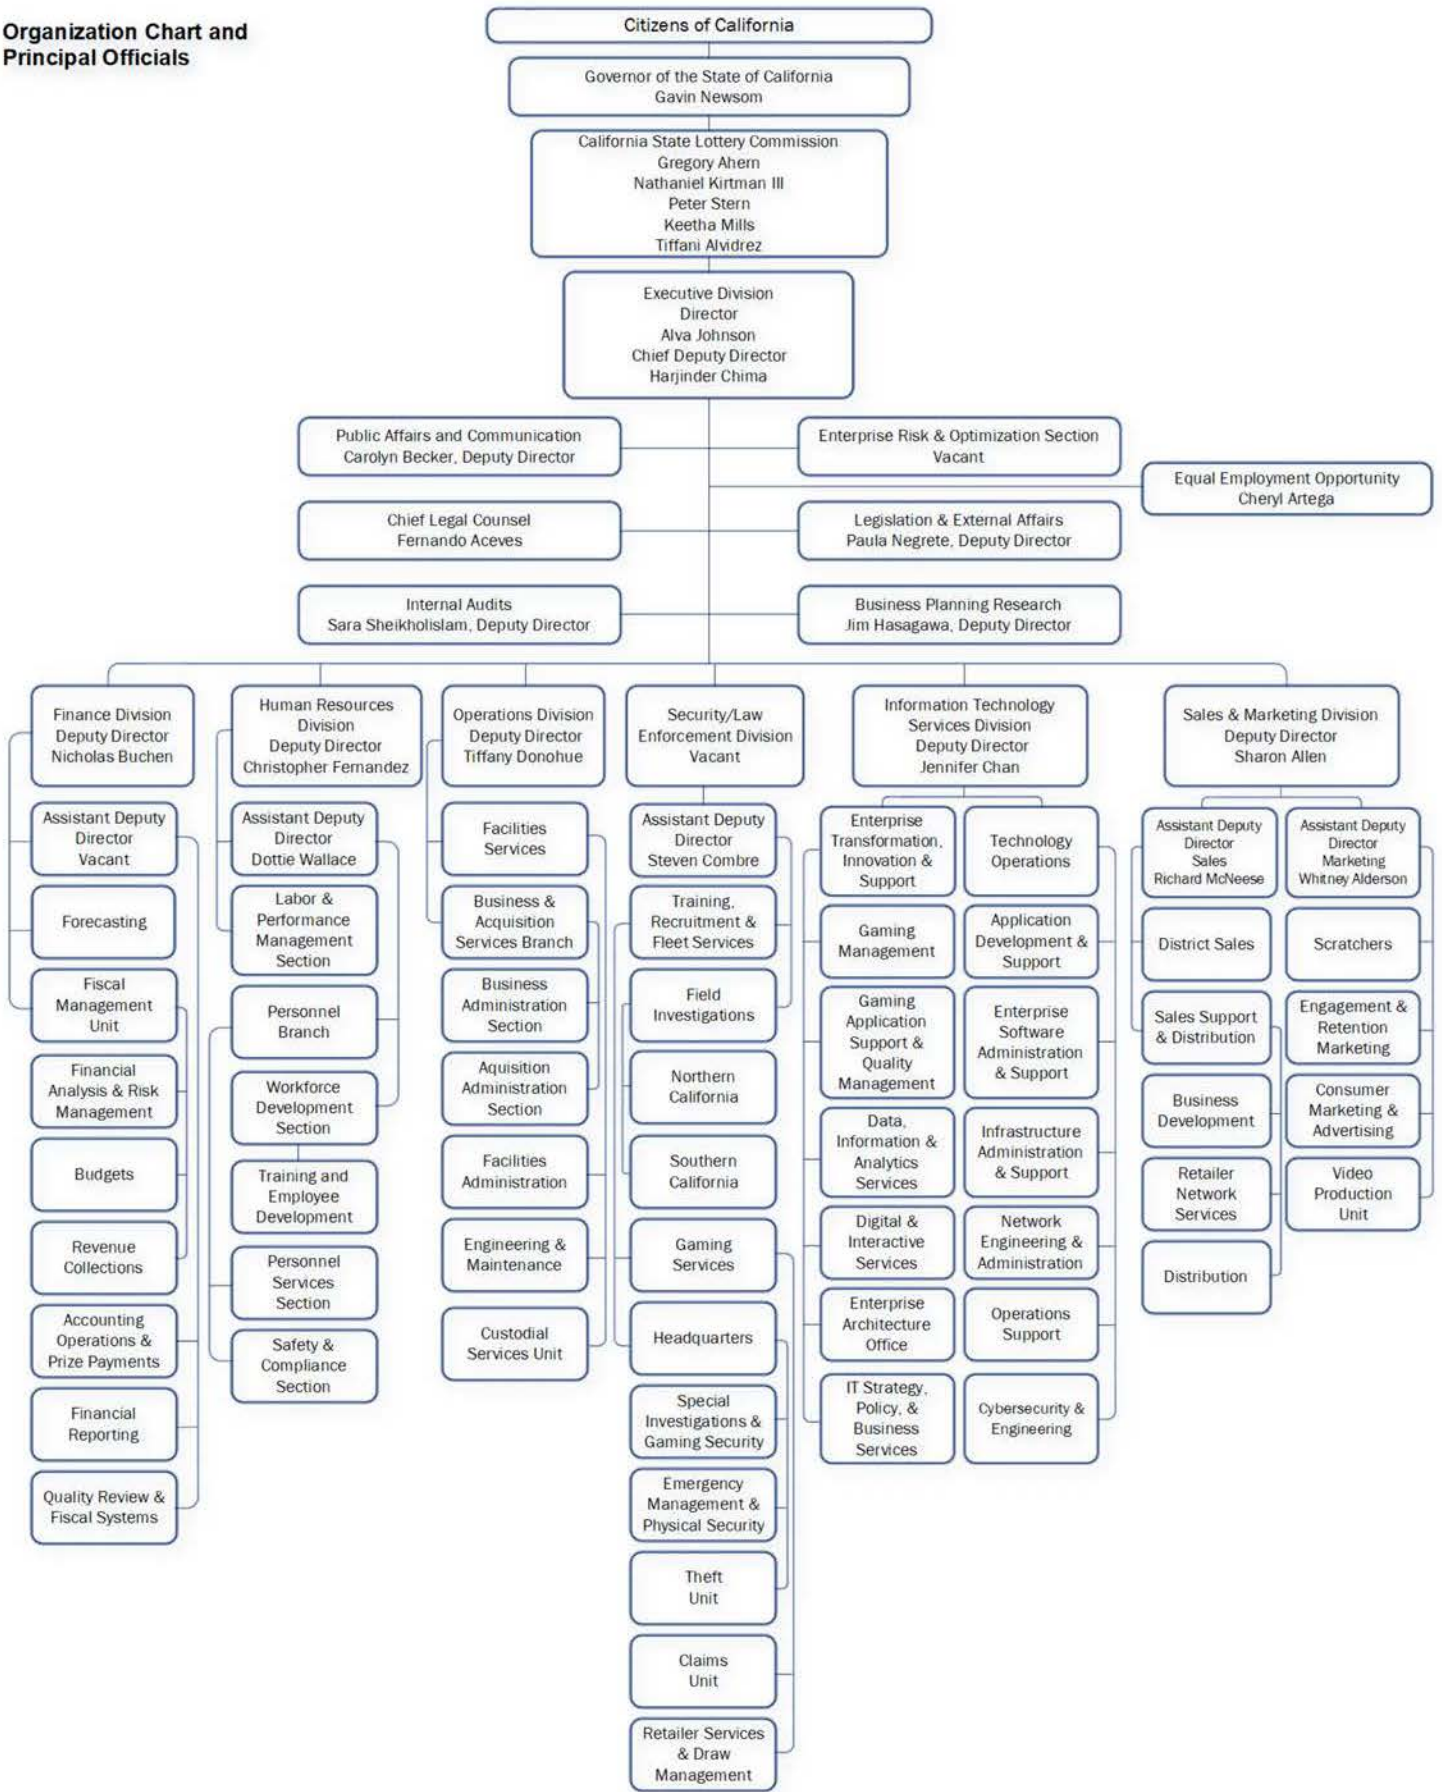 Organization Chart and
Principal Officials
Citizens of California
Governor of the State of California
Gavin Newsom
California State Lottery Commission
Gregory Ahern
Nathaniel Kirtman III
Peter Stern
Keetha Mills
Tiffani Alvidrez
Executive Division
Director
Alva Johnson
Chief Deputy Director
Harjinder Chima
Public Affairs and Communication
Carolyn Becker, Deputy Director
Enterprise Risk & Optimization Section
Vacant
Equal Employment Opportunity
Cheryl Artega
Chief Legal Counsel
Fernando Aceves
Legislation & External Affairs
Paula Negrete, Deputy Director
Internal Audits
Sara Sheikholislam, Deputy Director
Business Planning Research
Jim Hasagawa, Deputy Director
Finance Division
Deputy Director
Nicholas Buchen
Assistant Deputy
Director
Vacant
Forecasting
Fiscal
Management
Unit
Financial
Analysis & Risk
Management
Budgets
Revenue
Collections
Accounting
Operations &
Prize Payments
Financial
Reporting
Quality Review &
Fiscal Systems
Human Resources
Division
Deputy Director
Christopher Fernandez
Assistant Deputy
Director
Dottie Wallace
Labor &
Performance
Management
Section
Personnel
Branch
Workforce
Development
Section
Training and
Employee
Development
Personnel
Services
Section
Safety &
Compliance
Section
Operations Division
Deputy Director
Tiffany Donohue
Facilities
Services
Business &
Acquisition
Services Branch
Business
Administration
Section
Aquisition
Administration
Section
Facilities
Administration
Engineering &
Maintenance
Custodial
Services Unit
Security/Law
Enforcement Division
Vacant
Assistant Deputy
Director
Steven Combre
Training,
Recruitment &
Fleet Services
Field
Investigations
Northern
California
Southern
California
Gaming
Services
Headquarters
Special
Investigations &
Gaming Security
Emergency
Management &
Physical Security
Theft
Unit
Claims
Unit
Retailer Services
& Draw
Management
Information Technology
Services Division
Deputy Director
Jennifer Chan
Enterprise
Transformation,
Innovation &
Support
Gaming
Management
Gaming
Application
Support &
Quality
Management
Data,
Information &
Analytics
Services
Digital &
Interactive
Services
Enterprise
Architecture
Office
IT Strategy,
Policy, &
Business
Services
Technology
Operations
Application
Development &
Support
Enterprise
Software
Administration
& Support
Infrastructure
Administration
& Support
Network
Engineering &
Administration
Operations
Support
Cybersecurity &
Engineering
Sales & Marketing Division
Deputy Director
Sharon Allen
Assistant Deputy
Director
Sales
Richard McNeese
District Sales
Sales Support
& Distribution
Business
Development
Retailer
Network
Services
Distribution
Assistant Deputy
Director
Marketing
Whitney Alderson
Scratchers
Engagement &
Retention
Marketing
Consumer
Marketing &
Advertising
Video
Production
Unit